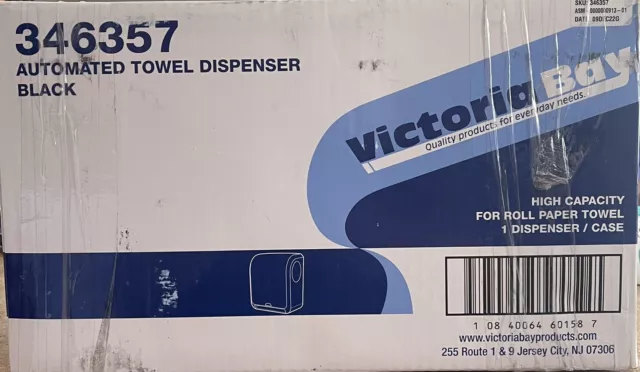 346357
AUTOMATED TOWEL DISPENSER
BLACK
SKU: 346357
Victoria Bay
Quality products for everyday needs.
HIGH CAPACITY
FOR ROLL PAPER TOWEL
1 DISPENSER / CASE
1 08 40064 60158 7
www.victoriabayproducts.com
255 Route 1 & 9 Jersey City, NJ 07306